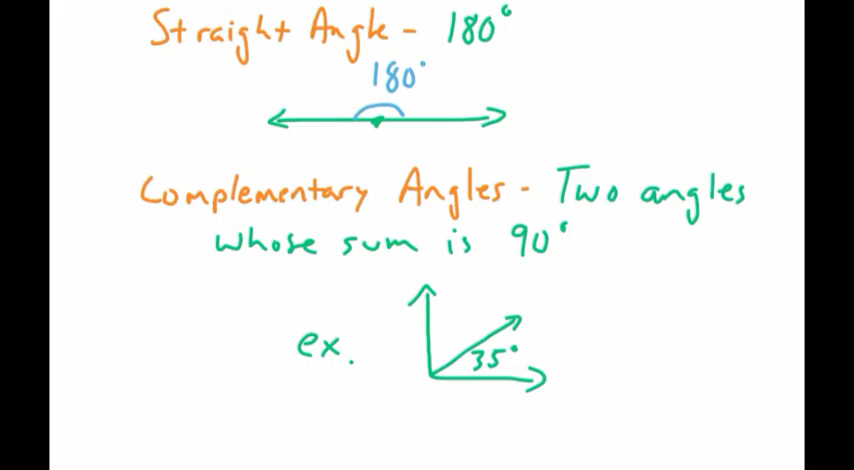 Straight Angle - 180°
180°
Complementary Angles - Two angles
whose sum is 90°
ex.
35°